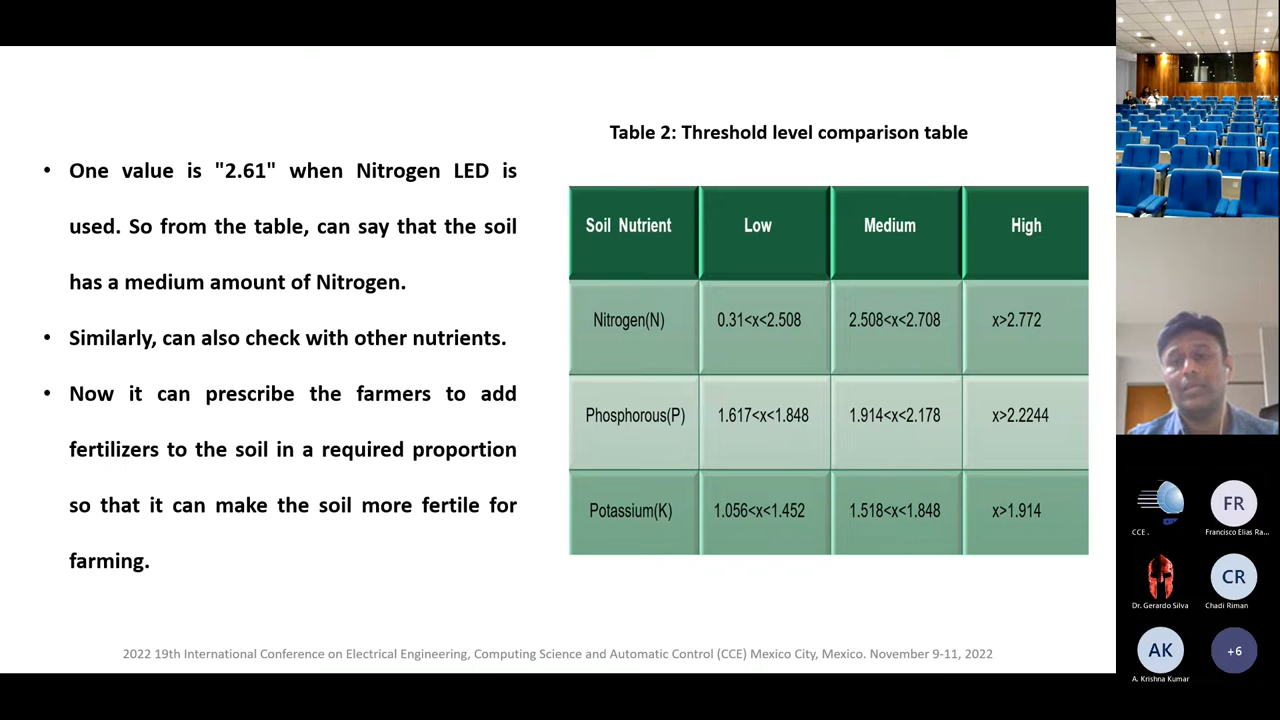 Table 2: Threshold level comparison table
• One value is "2.61" when Nitrogen LED is
used. So from the table, can say that the soil
has a medium amount of Nitrogen.
• Similarly, can also check with other nutrients.
• Now it can prescribe the farmers to add
fertilizers to the soil in a required proportion
so that it can make the soil more fertile for
farming.
Soil Nutrient Low Medium High
Nitrogen(N) 0.31<x<2.508 2.508<x<2.708 x>2.772
Phosphorous(P) 1.617<x<1.848 1.914<x<2.178 x>2.2244
Potassium(K) 1.056<x<1.452 1.518<x<1.848 x>1.914
2022 19th International Conference on Electrical Engineering, Computing Science and Automatic Control (CCE) Mexico City, Mexico. November 9-11, 2022
FR
CCE . Francisco Elias Ra...
CR
Dr. Gerardo Silva Chadi Riman
AK +6
A. Krishna Kumar